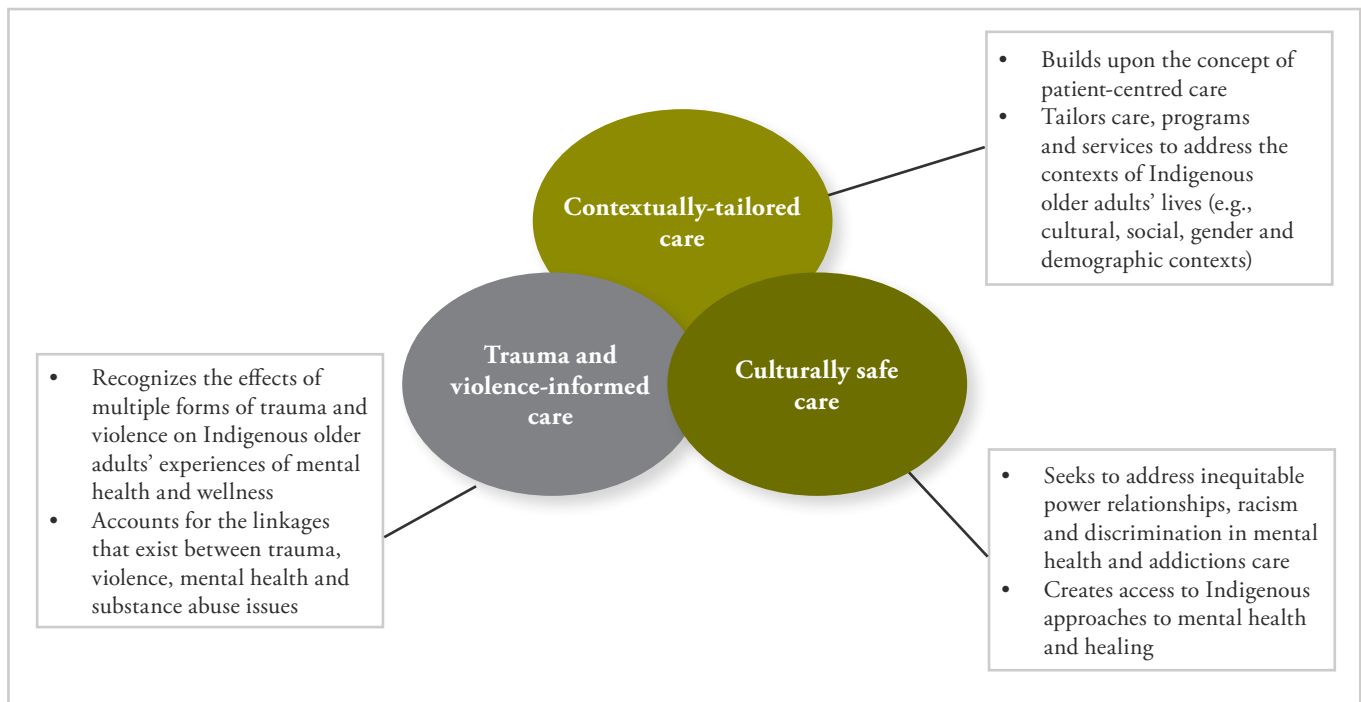 • Builds upon the concept of
patient-centred care
• Tailors care, programs
and services to address the
contexts of Indigenous
older adults’ lives (e.g.,
cultural, social, gender and
demographic contexts)
Contextually-tailored
care
Trauma and
violence-informed
care
Culturally safe
care
• Recognizes the effects of
multiple forms of trauma and
violence on Indigenous older
adults’ experiences of mental
health and wellness
• Accounts for the linkages
that exist between trauma,
violence, mental health and
substance abuse issues
• Seeks to address inequitable
power relationships, racism
and discrimination in mental
health and addictions care
• Creates access to Indigenous
approaches to mental health
and healing